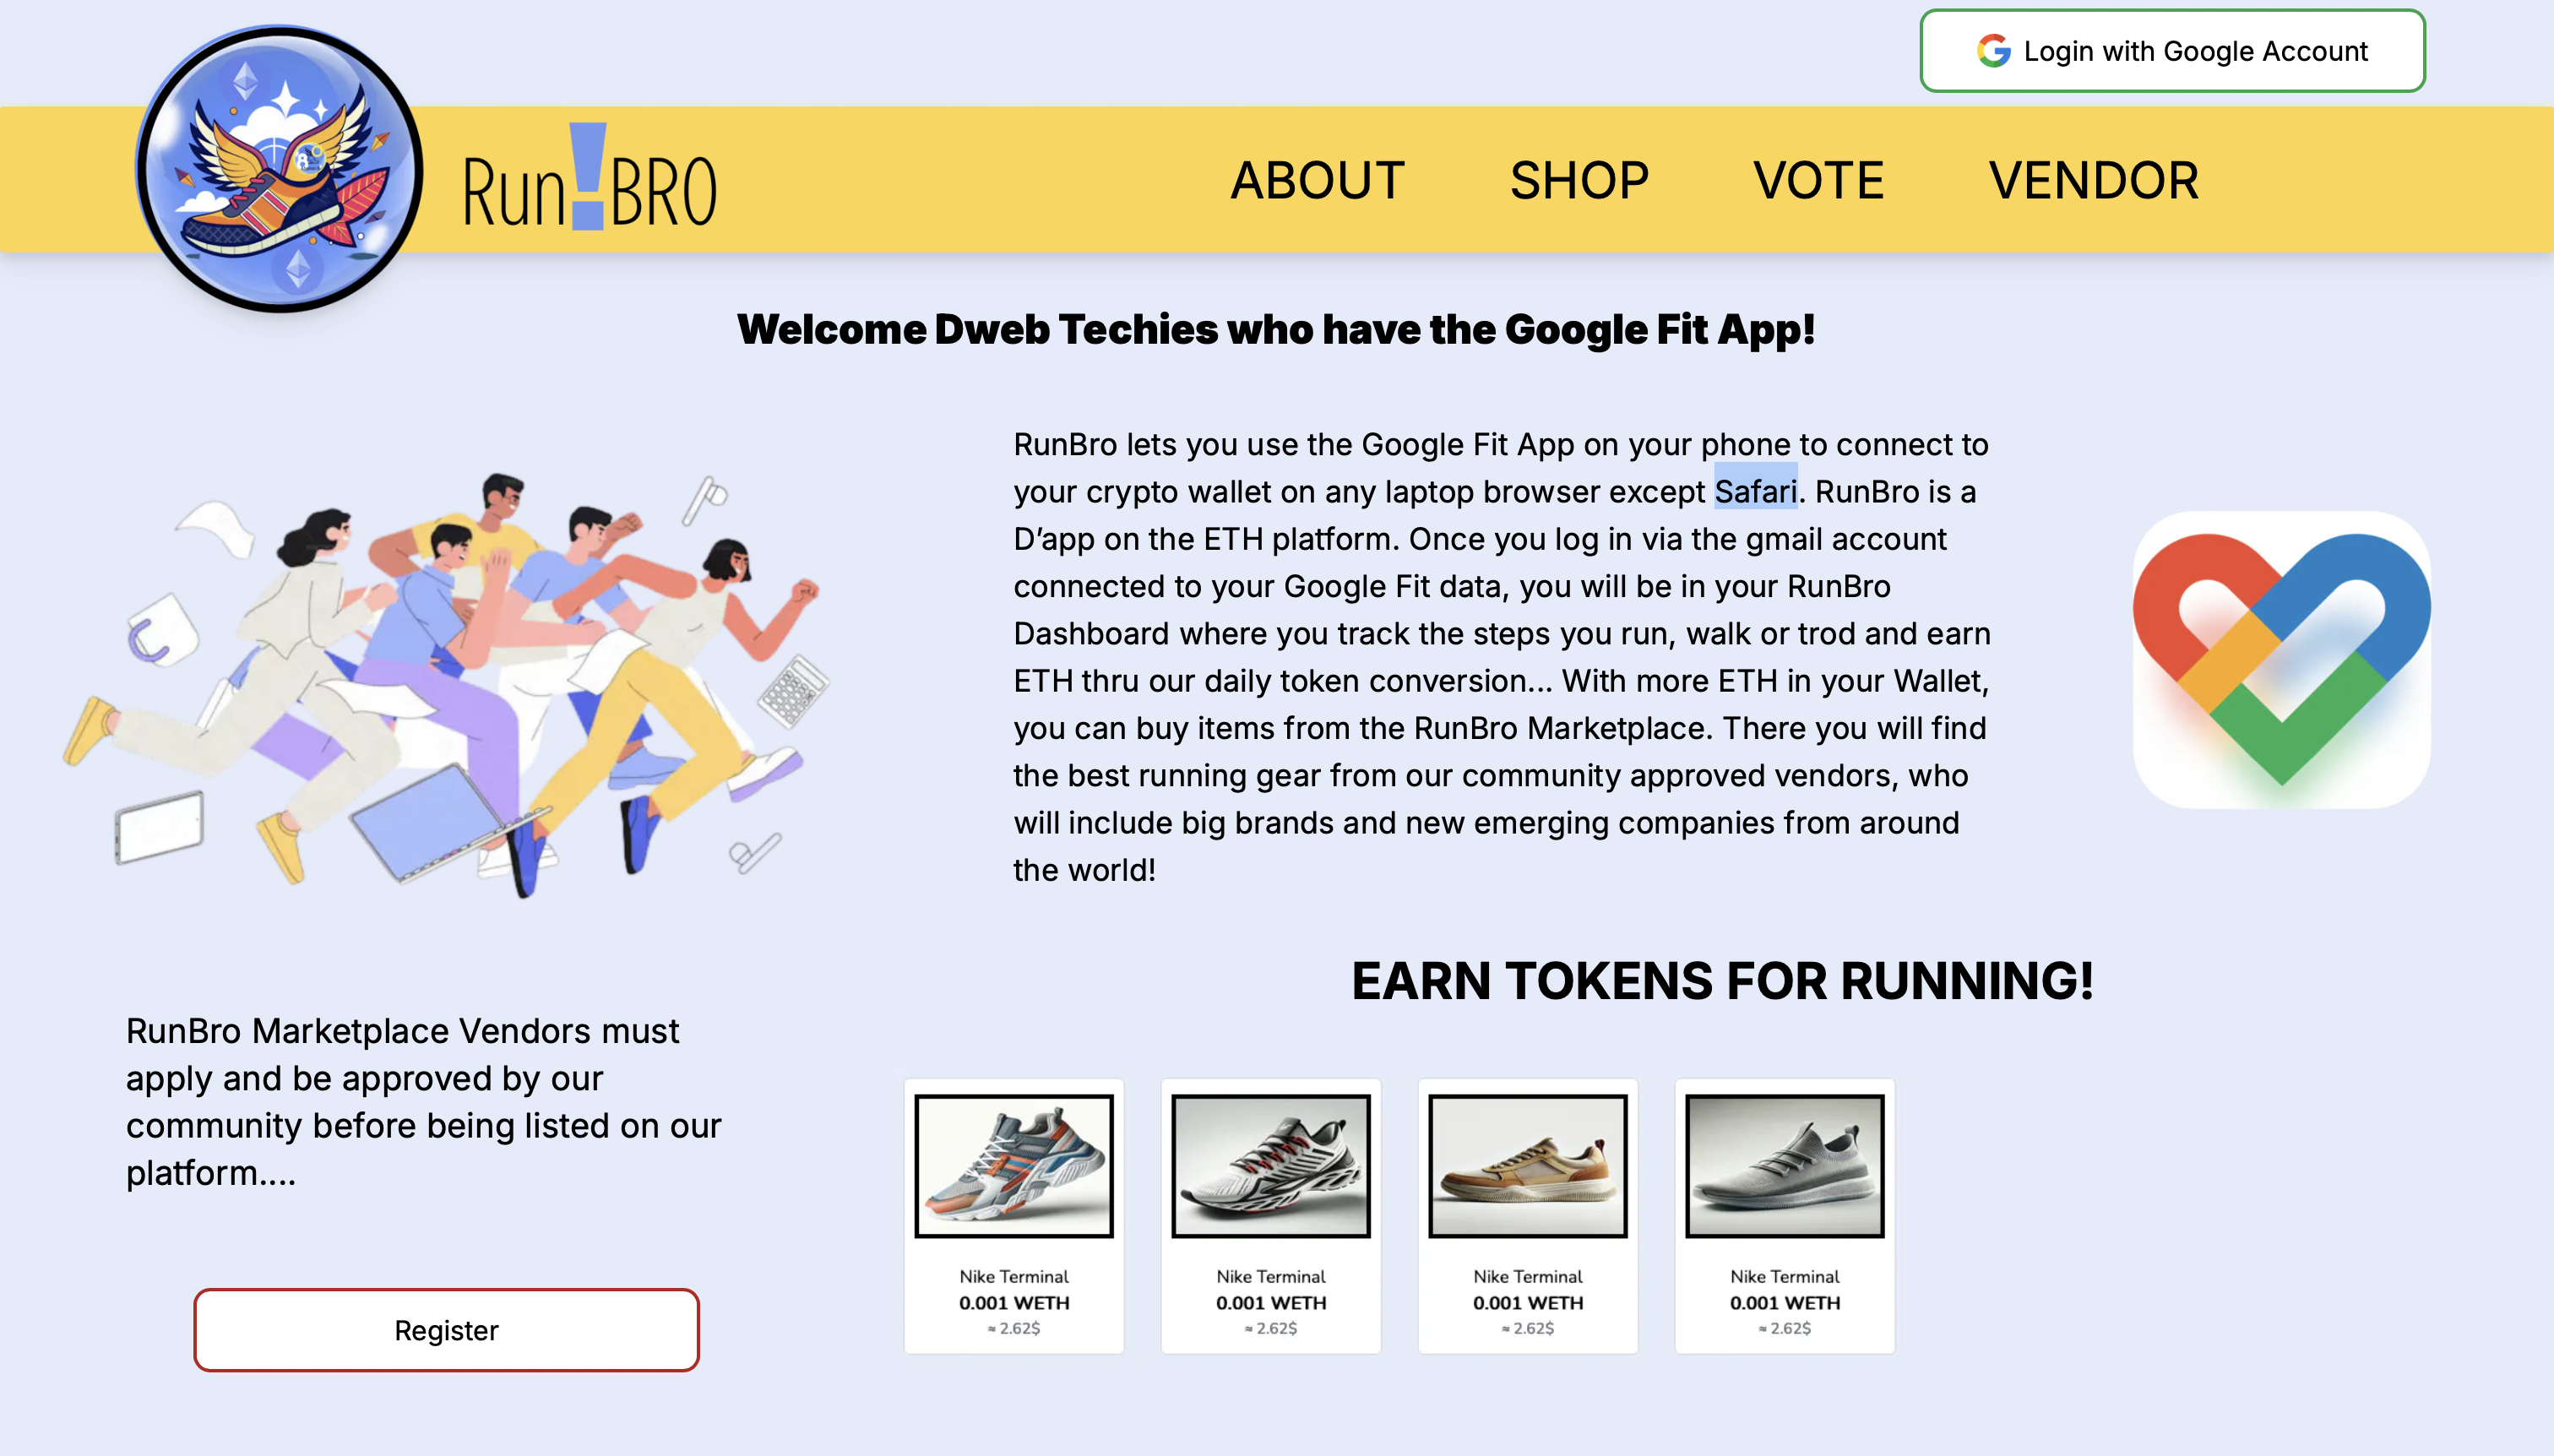 Login with Google Account
Run!BRO
ABOUT SHOP VOTE VENDOR
Welcome Dweb Techies who have the Google Fit App!
RunBro lets you use the Google Fit App on your phone to connect to
your crypto wallet on any laptop browser except Safari. RunBro is a
D’app on the ETH platform. Once you log in via the gmail account
connected to your Google Fit data, you will be in your RunBro
Dashboard where you track the steps you run, walk or trod and earn
ETH thru our daily token conversion... With more ETH in your Wallet,
you can buy items from the RunBro Marketplace. There you will find
the best running gear from our community approved vendors, who
will include big brands and new emerging companies from around
the world!
EARN TOKENS FOR RUNNING!
RunBro Marketplace Vendors must
apply and be approved by our
community before being listed on our
platform....
Register
Nike Terminal
0.001 WETH
≈ 2.62$
Nike Terminal
0.001 WETH
≈ 2.62$
Nike Terminal
0.001 WETH
≈ 2.62$
Nike Terminal
0.001 WETH
≈ 2.62$